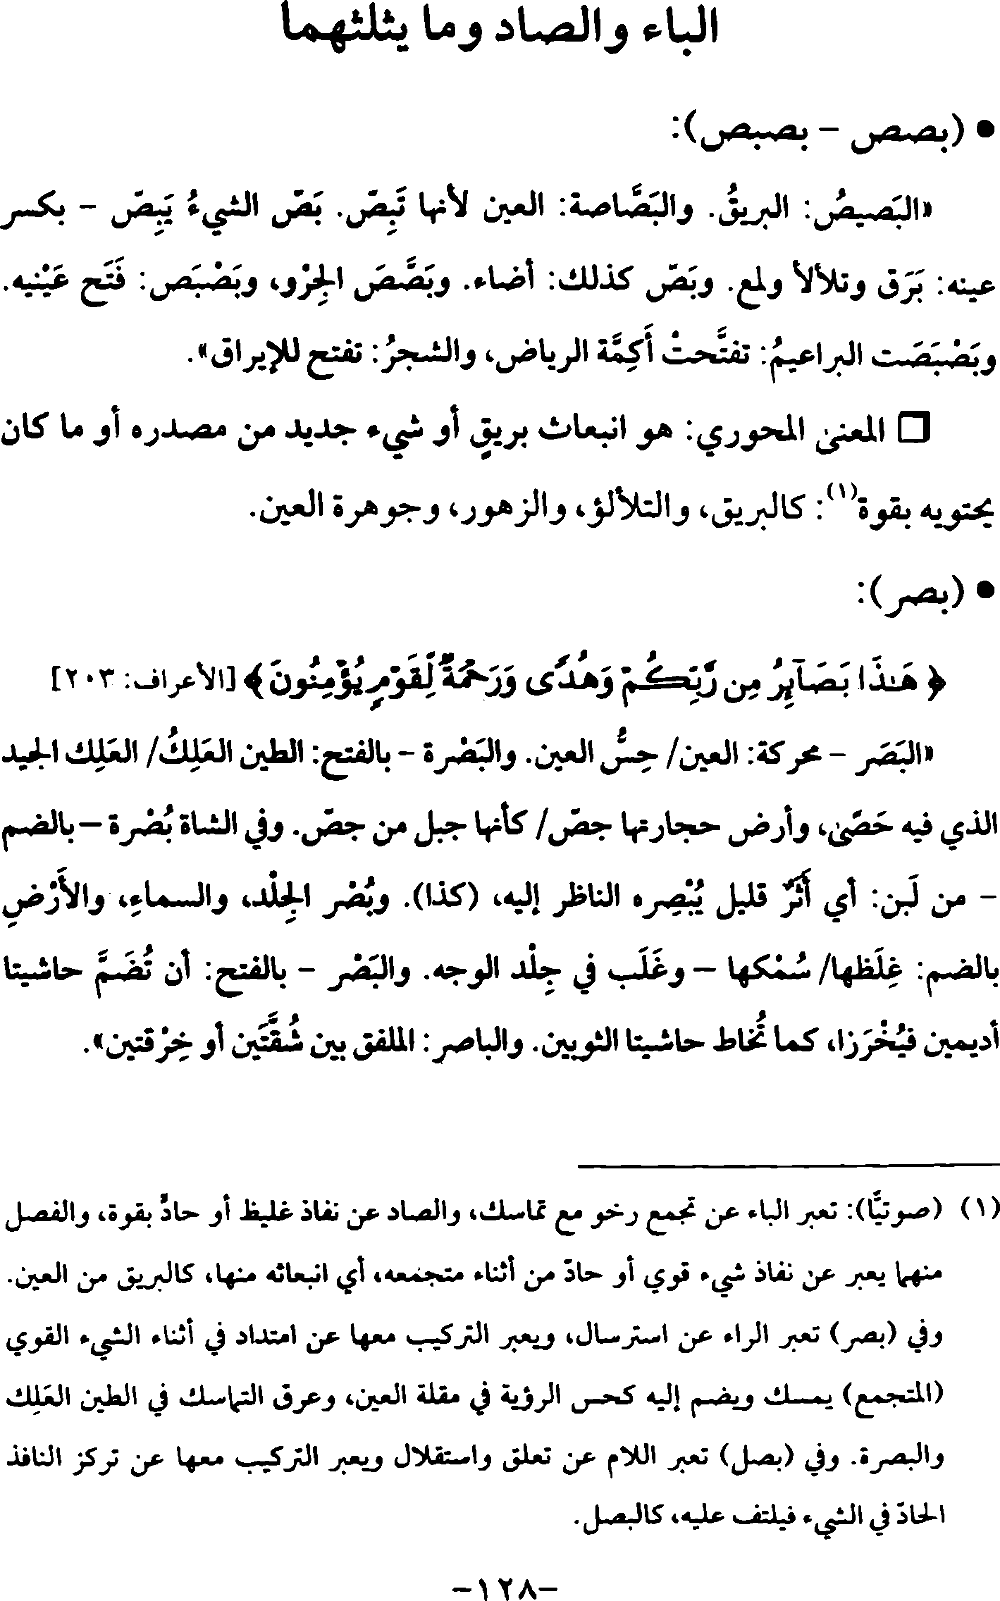 الباء والصاد وما يثلثهما
• (بصص - بصبص):
«البَصيصُ: البريقُ. والبَصَّاصة: العين لأنها تَبِصّ. بَصّ الشيءُ يَبِصّ - بكسر
عينه: بَرَق وتلألأ ولمع. وبَصّ كذلك: أضاء. وبَصَّصَ الجِرْو، وبَصْبَص: فَتَح عَيْنيه.
وبَصْبَصَت البراعيمُ: تفتَّحتْ أَكِمَّة الرياض، والشجرُ: تفتح للإيراق».
□ المعنى المحوري: هو انبعاث بريقٍ أو شيء جديد من مصدره أو ما كان
يحتويه بقوة(١): كالبريق، والتلألؤ، والزهور، وجوهرة العين.
• (بصر):
﴿هَـٰذَا بَصَآئِرُ مِن رَّبِّكُمْ وَهُدًى وَرَحْمَةٌ لِّقَوْمٍ يُؤْمِنُونَ﴾ [الأعراف: ٢٠٣]
«البَصَر - محركة: العين/ حِسُّ العين. والبَصْرة - بالفتح: الطين العَلِكُ/ العَلِك الجيد
الذي فيه حَصًى، وأرض حجارتها جصّ/ كأنها جبل من جصّ. وفي الشاة بُصْرة - بالضم
- من لَبن: أي أَثَرٌ قليل يُبْصِره الناظر إليه، (كذا). وبُصْر الجِلْد، والسماءِ، والأَرْضِ
بالضم: غِلَظها/ سُمْكها - وغَلَب في جِلْد الوجه. والبَصْر - بالفتح: أن تُضَمَّ حاشيتا
أديمين فيُخْرَزا، كما تُخاط حاشيتا الثوبين. والباصر: الملفق بين شُقَّتَين أو خِرْقتين».
(١) (صوتيًّا): تعبر الباء عن تجمع رخو مع تماسك، والصاد عن نفاذ غليظ أو حادٍّ بقوة، والفصل
منهما يعبر عن نفاذ شيء قوي أو حادّ من أثناء متجمعه، أي انبعاثه منها، كالبريق من العين.
وفي (بصر) تعبر الراء عن استرسال، ويعبر التركيب معها عن امتداد في أثناء الشيء القوي
(المتجمع) يمسك ويضم إليه كحس الرؤية في مقلة العين، وعرق التماسك في الطين العَلِك
والبصرة. وفي (بصل) تعبر اللام عن تعلق واستقلال ويعبر التركيب معها عن تركز النافذ
الحادّ في الشيء فيلتف عليه، كالبصل.
-١٢٨-